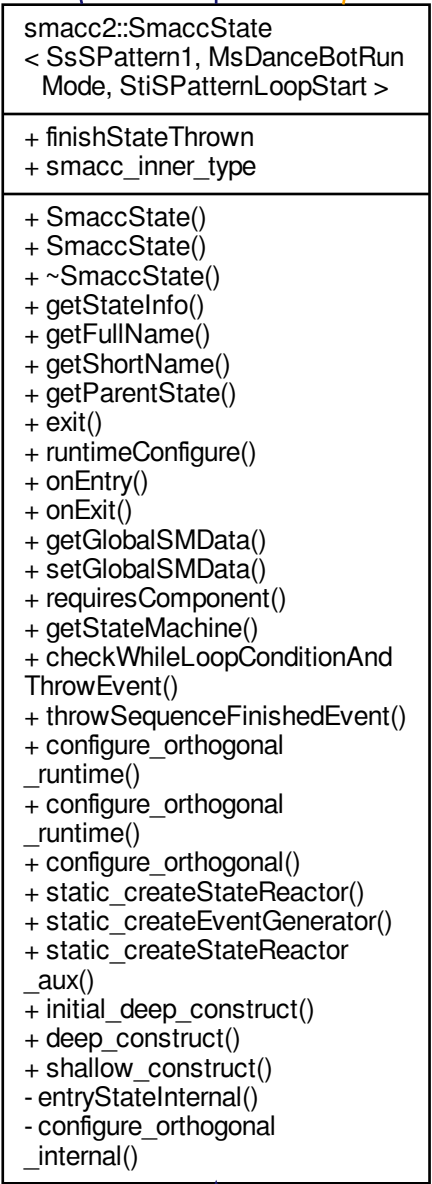 smacc2::SmaccState
< SsSPattern1, MsDanceBotRun
Mode, StiSPatternLoopStart >
+ finishStateThrown
+ smacc_inner_type
+ SmaccState()
+ SmaccState()
+ ~SmaccState()
+ getStateInfo()
+ getFullName()
+ getShortName()
+ getParentState()
+ exit()
+ runtimeConfigure()
+ onEntry()
+ onExit()
+ getGlobalSMData()
+ setGlobalSMData()
+ requiresComponent()
+ getStateMachine()
+ checkWhileLoopConditionAnd
ThrowEvent()
+ throwSequenceFinishedEvent()
+ configure_orthogonal
_runtime()
+ configure_orthogonal
_runtime()
+ configure_orthogonal()
+ static_createStateReactor()
+ static_createEventGenerator()
+ static_createStateReactor
_aux()
+ initial_deep_construct()
+ deep_construct()
+ shallow_construct()
- entryStateInternal()
- configure_orthogonal
_internal()